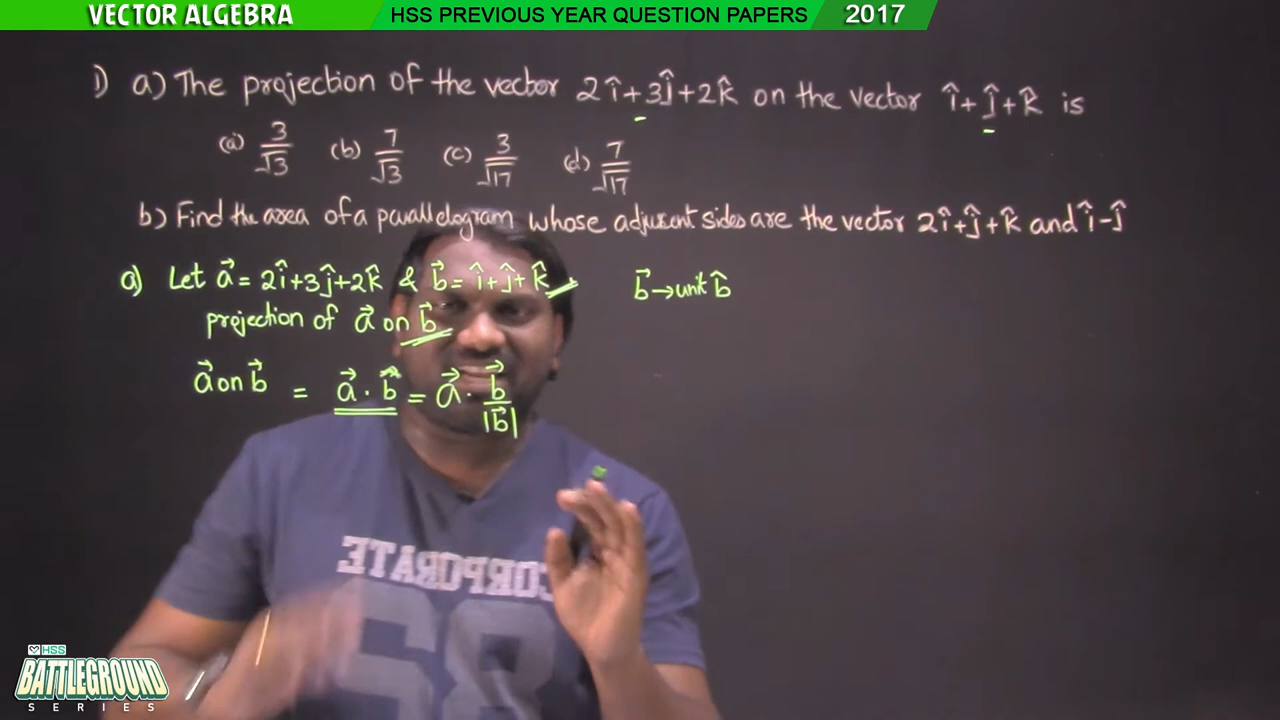 VECTOR ALGEBRA HSS PREVIOUS YEAR QUESTION PAPERS 2017
1) a) The projection of the vector 2î+3ĵ+2k̂ on the vector î+ĵ+k̂ is
(a) 3/√3 (b) 7/√3 (c) 3/√17 (d) 7/√17
b) Find the area of a parallelogram whose adjacent sides are the vector 2î+ĵ+k̂ and î-ĵ
a) Let a⃗ = 2î+3ĵ+2k̂ & b⃗ = î+ĵ+k̂ b⃗→unit b̂
projection of a⃗ on b⃗
a⃗ on b⃗ = a⃗ · b̂ = a⃗ · b⃗/|b⃗|
CORPORATE
68
HSS
BATTLEGROUND
SERIES